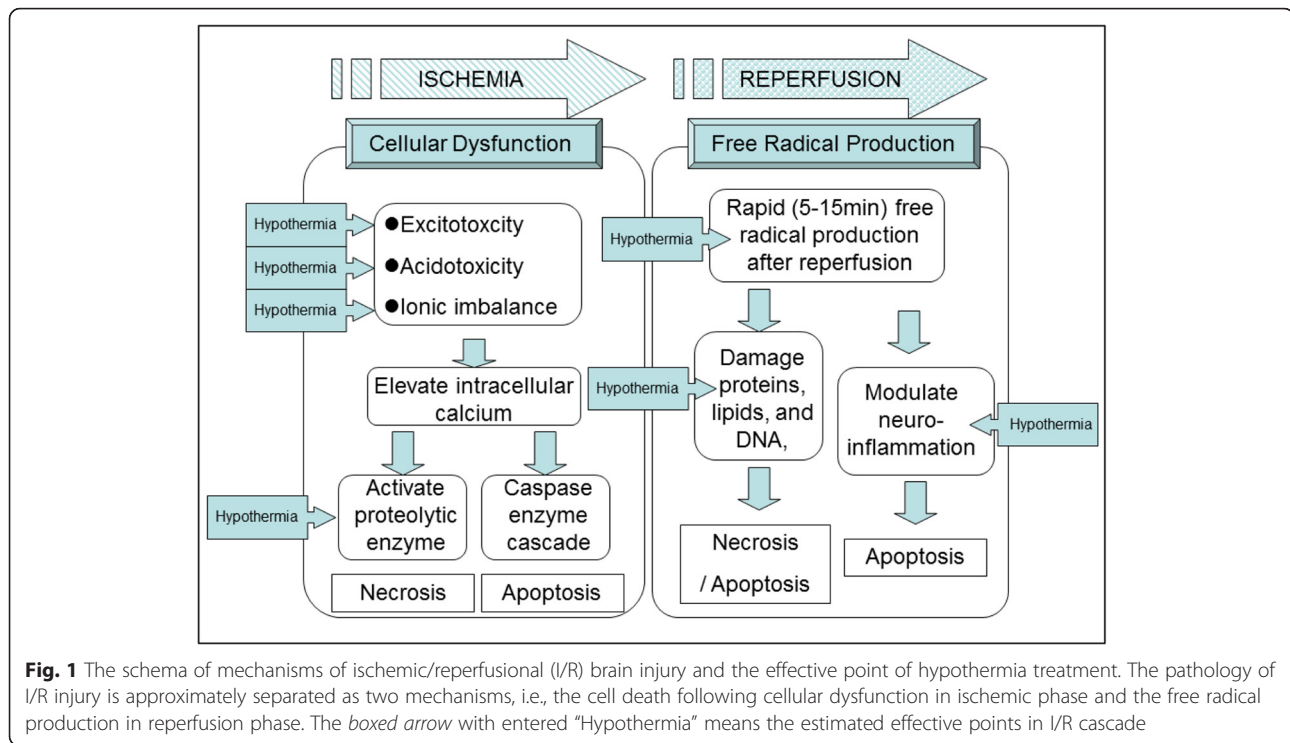 ISCHEMIA
REPERFUSION
Cellular Dysfunction
Free Radical Production
Hypothermia
Hypothermia
Hypothermia
●Excitotoxcity
●Acidotoxicity
●Ionic imbalance
Elevate intracellular
calcium
Hypothermia
Activate
proteolytic
enzyme
Caspase
enzyme
cascade
Necrosis
Apoptosis
Hypothermia
Rapid (5-15min) free
radical production
after reperfusion
Hypothermia
Damage
proteins,
lipids, and
DNA,
Modulate
neuro-
inflammation
Hypothermia
Necrosis
/ Apoptosis
Apoptosis
Fig. 1 The schema of mechanisms of ischemic/reperfusional (I/R) brain injury and the effective point of hypothermia treatment. The pathology of
I/R injury is approximately separated as two mechanisms, i.e., the cell death following cellular dysfunction in ischemic phase and the free radical
production in reperfusion phase. The boxed arrow with entered “Hypothermia” means the estimated effective points in I/R cascade